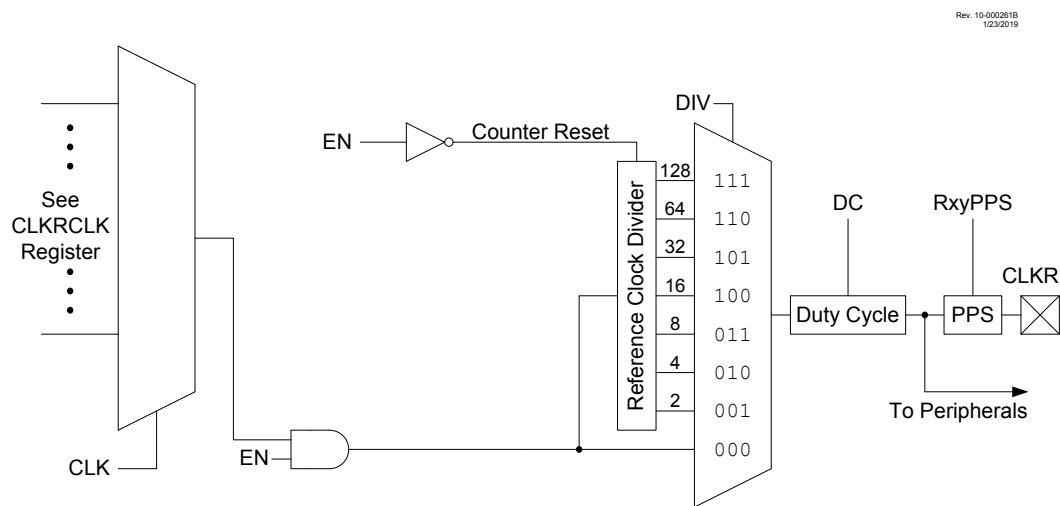 Rev. 10-000261B
1/23/2019
DIV
EN
Counter Reset
See
CLKRCLK
Register
Reference Clock Divider
128
64
32
16
8
4
2
111
110
101
100
011
010
001
000
DC
RxyPPS
CLKR
Duty Cycle
PPS
To Peripherals
EN
CLK